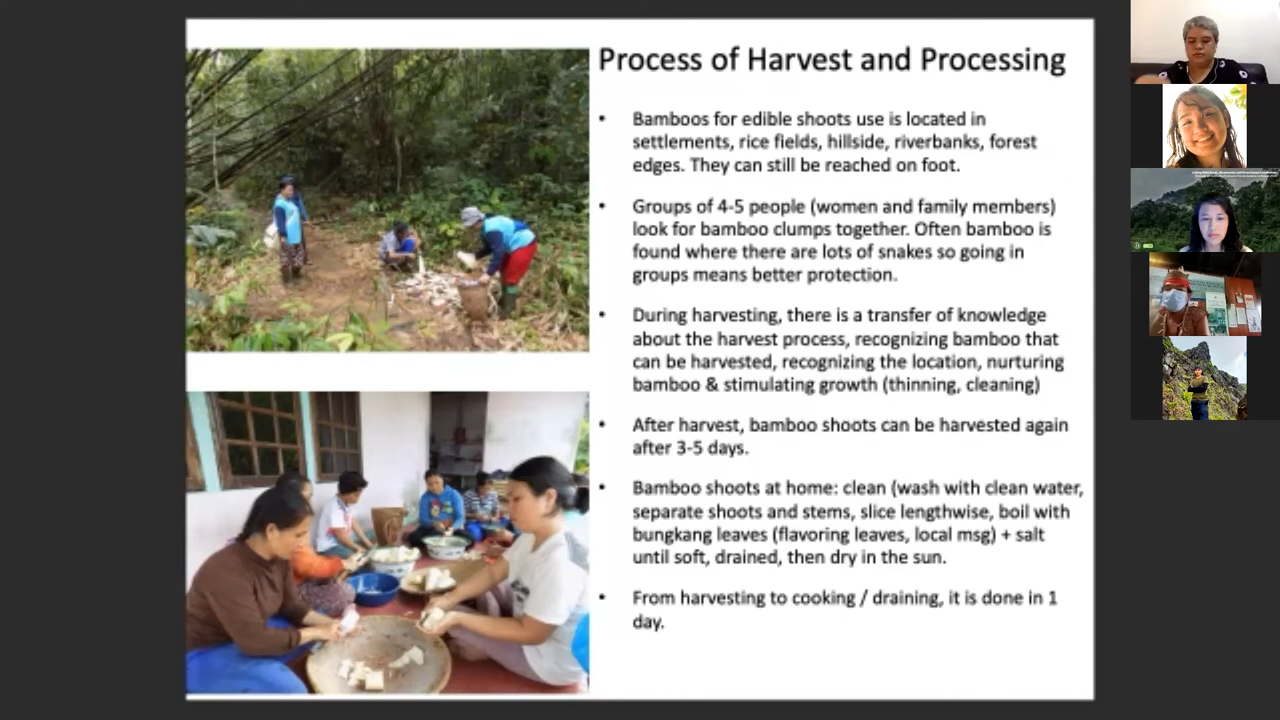 Process of Harvest and Processing
• Bamboos for edible shoots use is located in
settlements, rice fields, hillside, riverbanks, forest
edges. They can still be reached on foot.
• Groups of 4-5 people (women and family members)
look for bamboo clumps together. Often bamboo is
found where there are lots of snakes so going in
groups means better protection.
• During harvesting, there is a transfer of knowledge
about the harvest process, recognizing bamboo that
can be harvested, recognizing the location, nurturing
bamboo & stimulating growth (thinning, cleaning)
• After harvest, bamboo shoots can be harvested again
after 3-5 days.
• Bamboo shoots at home: clean (wash with clean water,
separate shoots and stems, slice lengthwise, boil with
bungkang leaves (flavoring leaves, local msg) + salt
until soft, drained, then dry in the sun.
• From harvesting to cooking / draining, it is done in 1
day.